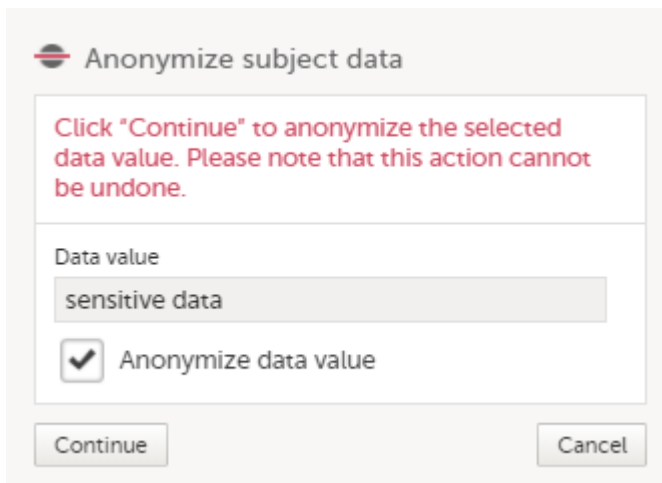 Anonymize subject data
Click "Continue" to anonymize the selected
data value. Please note that this action cannot
be undone.
Data value
sensitive data
Anonymize data value
Continue
Cancel